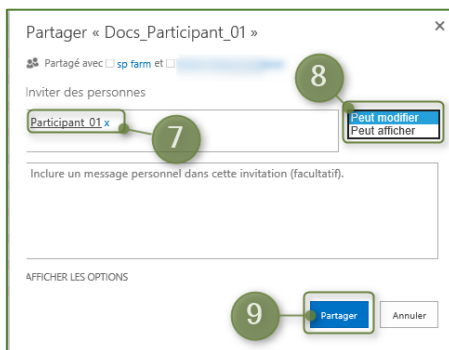 Partager « Docs_Participant_01 »
×
Partagé avec sp farm et
Inviter des personnes
8
Participant_01 x
7
Peut modifier
Peut afficher
Inclure un message personnel dans cette invitation (facultatif).
AFFICHER LES OPTIONS
9
Partager
Annuler